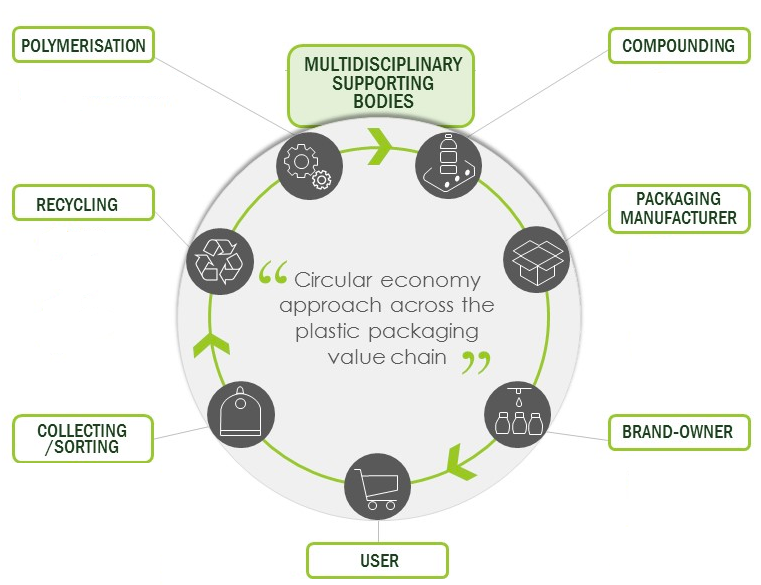 POLYMERISATION
MULTIDISCIPLINARY
SUPPORTING
BODIES
COMPOUNDING
RECYCLING
PACKAGING
MANUFACTURER
“ Circular economy
approach across the
plastic packaging
value chain ”
COLLECTING
/SORTING
BRAND-OWNER
USER